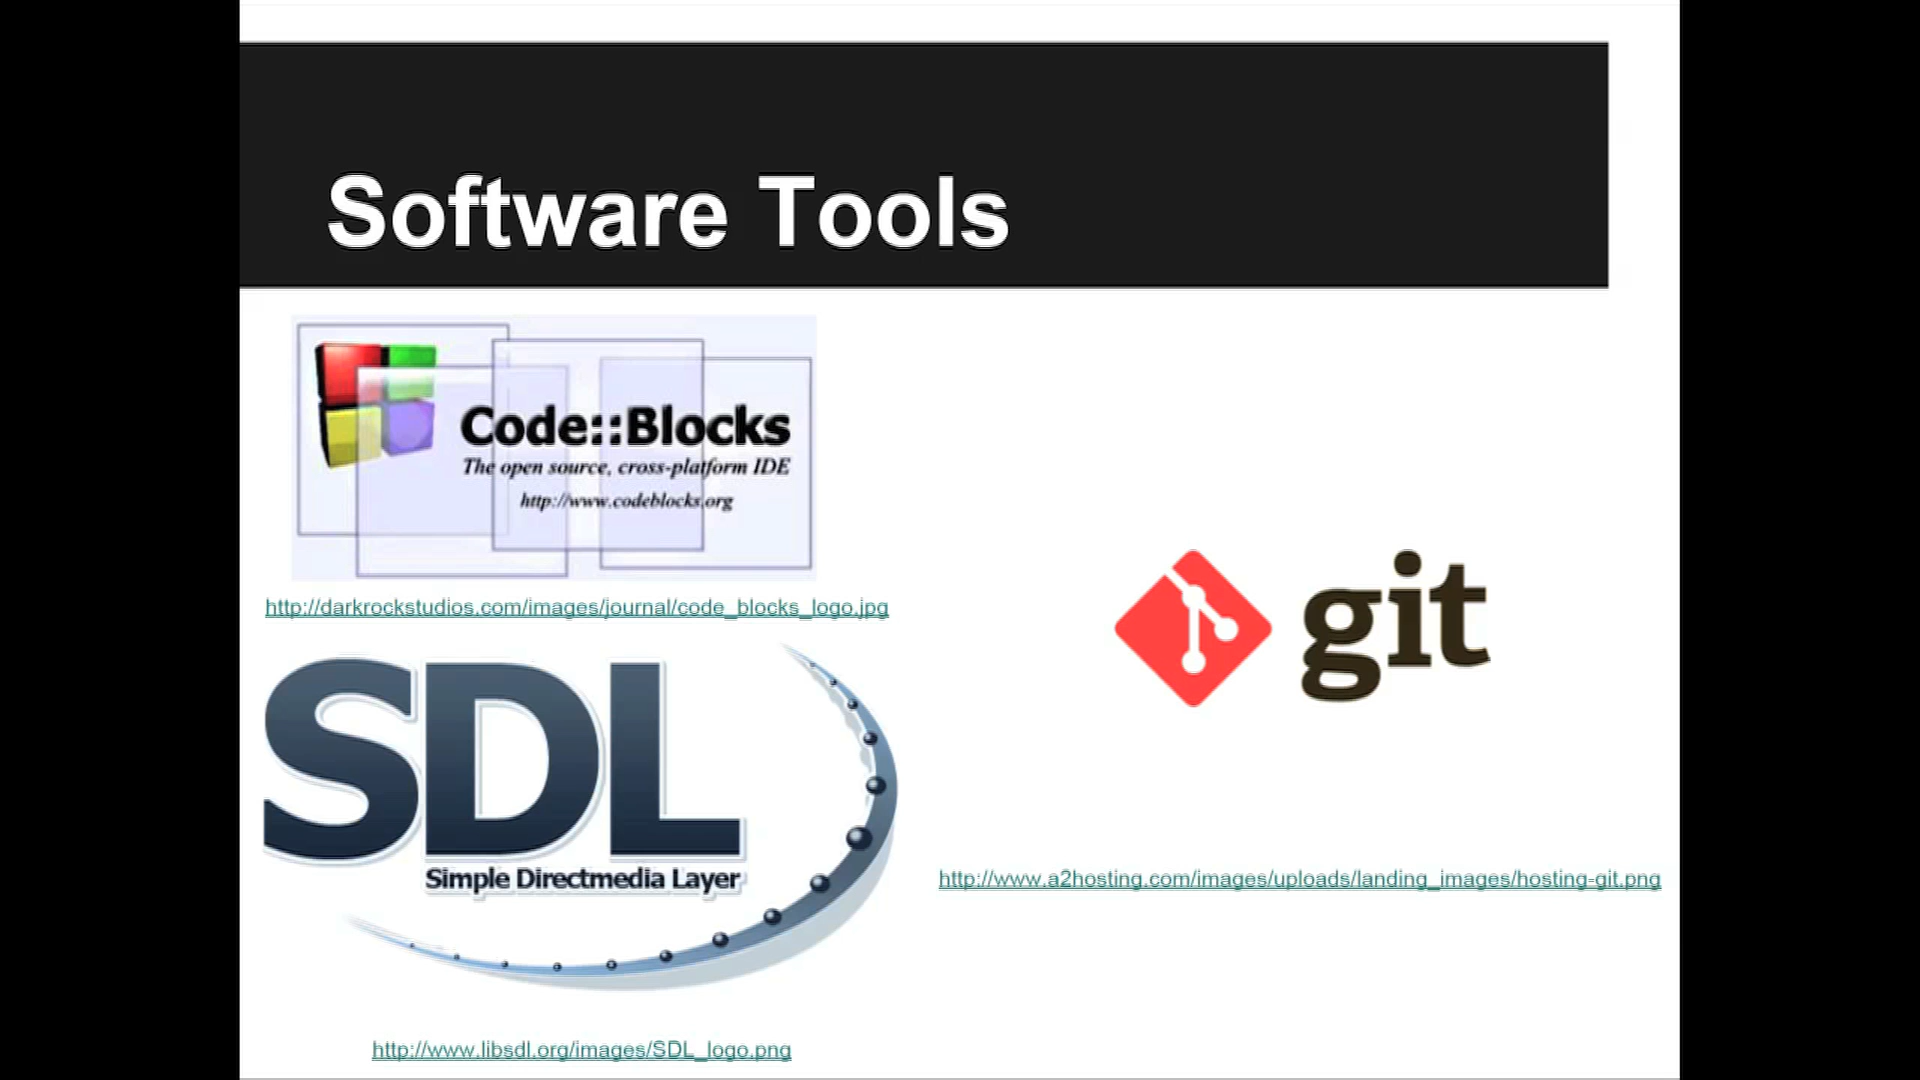 Software Tools
Code::Blocks
The open source, cross-platform IDE
http://www.codeblocks.org
http://darkrockstudios.com/images/journal/code_blocks_logo.jpg
SDL
Simple Directmedia Layer
http://www.libsdl.org/images/SDL_logo.png
git
http://www.a2hosting.com/images/uploads/landing_images/hosting-git.png